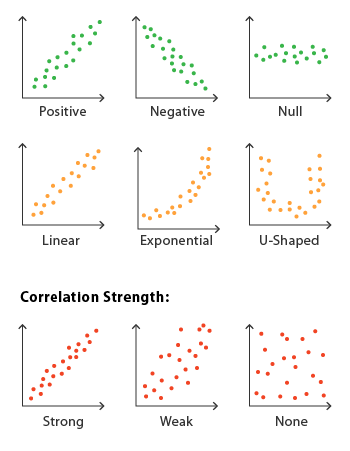 Positive Negative Null
Linear Exponential U-Shaped
Correlation Strength:
Strong Weak None